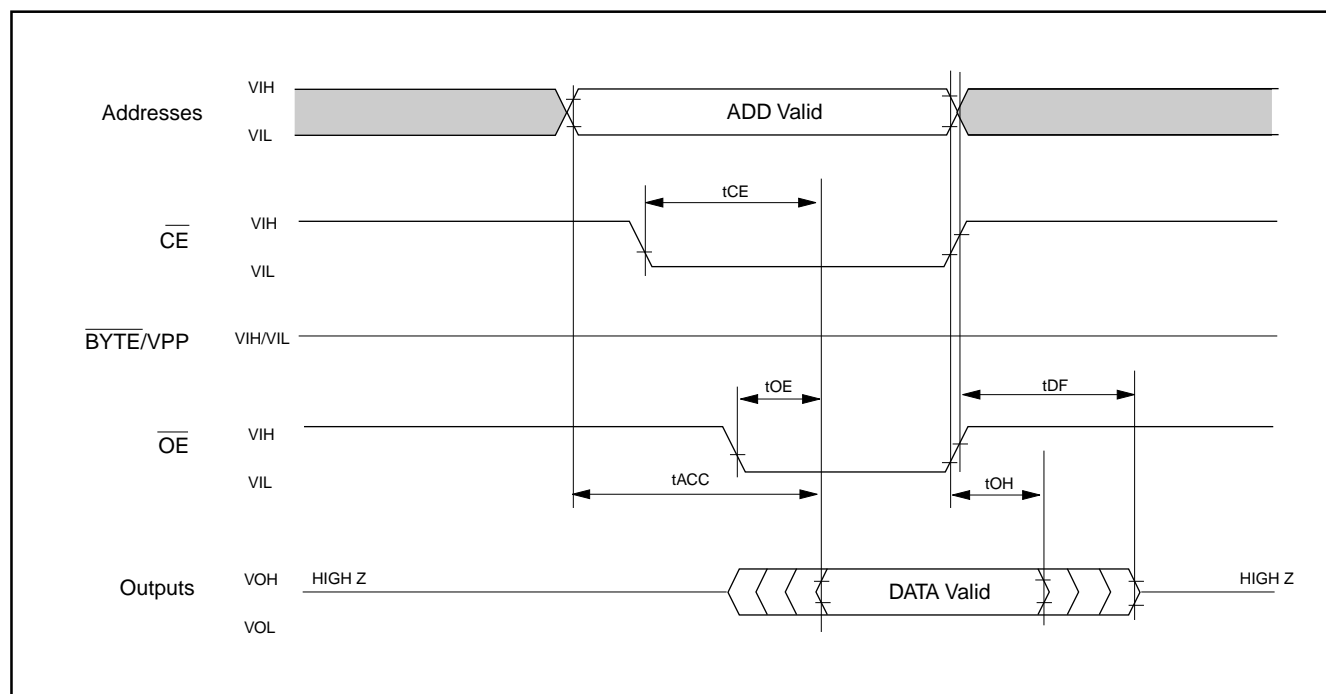 VIH
Addresses
ADD Valid
VIL
tCE
VIH
CE
VIL
BYTE/VPP
VIH/VIL
tOE
tDF
VIH
OE
VIL
tACC
tOH
Outputs
VOH
HIGH Z
DATA Valid
HIGH Z
VOL